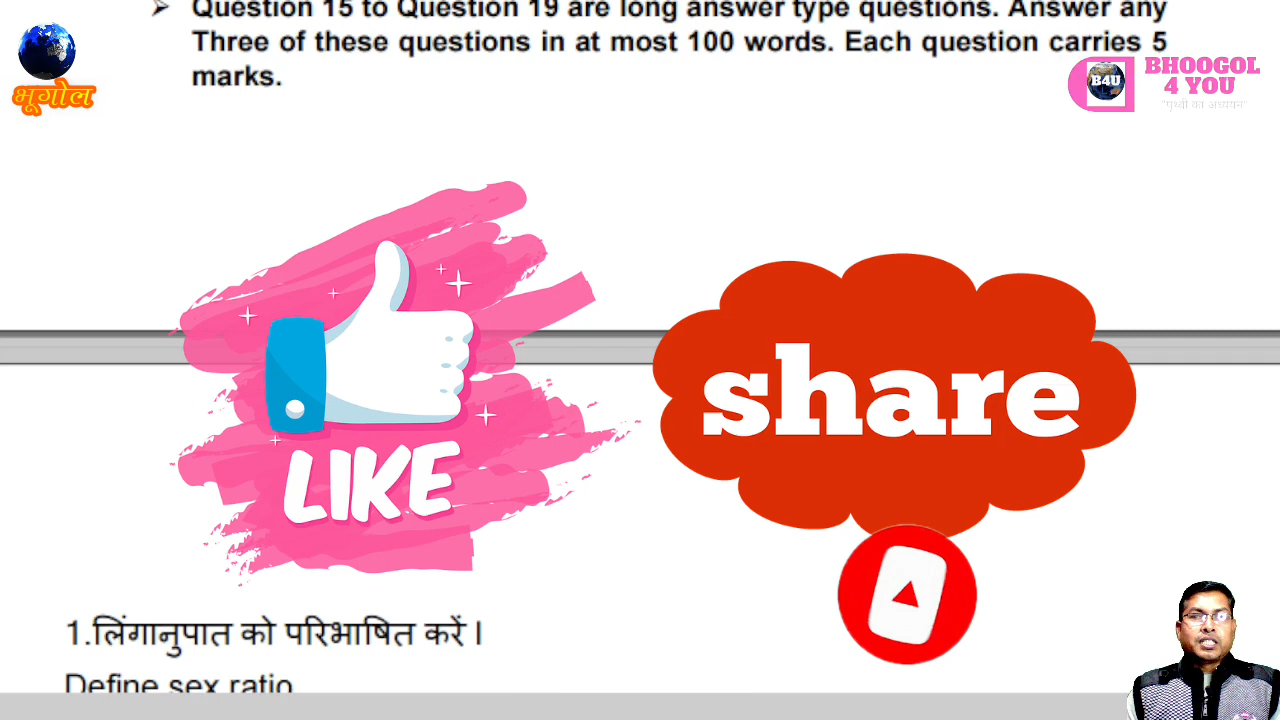 Question 15 to Question 19 are long answer type questions. Answer any
Three of these questions in at most 100 words. Each question carries 5
marks.
भूगोल
BHOOGOL
4 YOU
B4U
"पृथ्वी का अध्ययन"
LIKE
share
1.लिंगानुपात को परिभाषित करें।
Define sex ratio